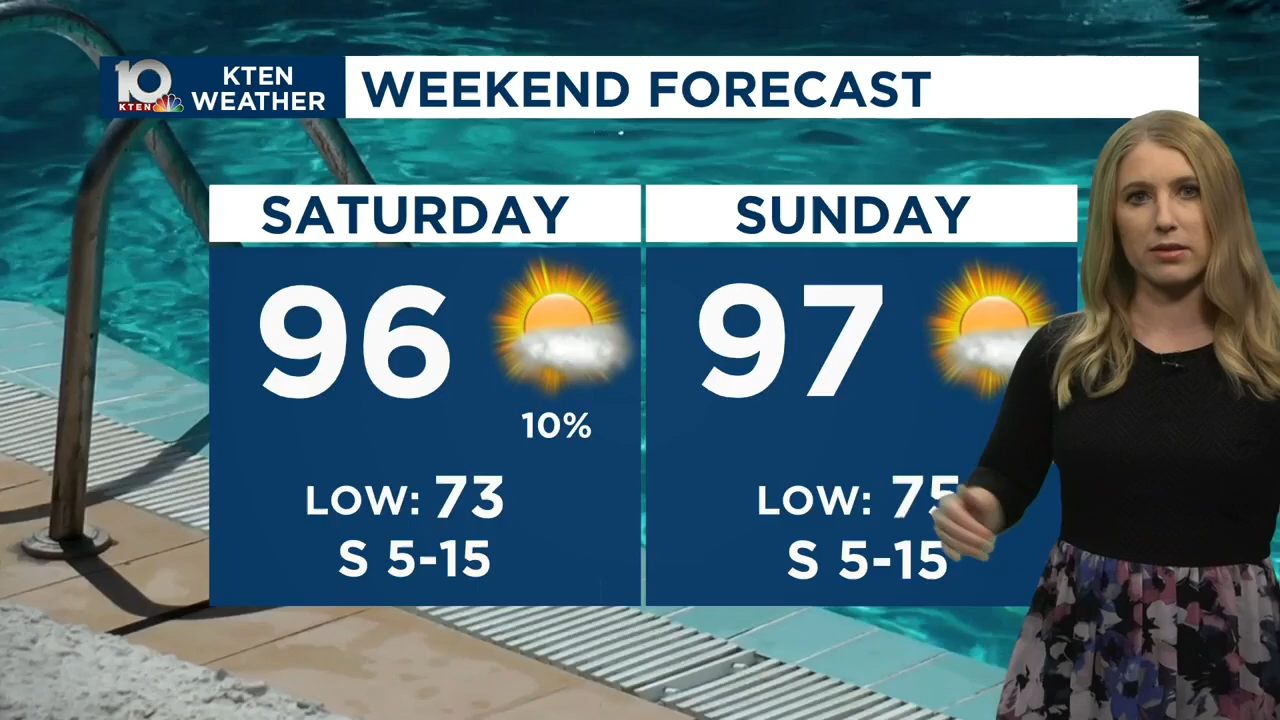 10
KTEN
KTEN
WEATHER
WEEKEND FORECAST
SATURDAY
96
10%
LOW: 73
S 5-15
SUNDAY
97
LOW: 75
S 5-15